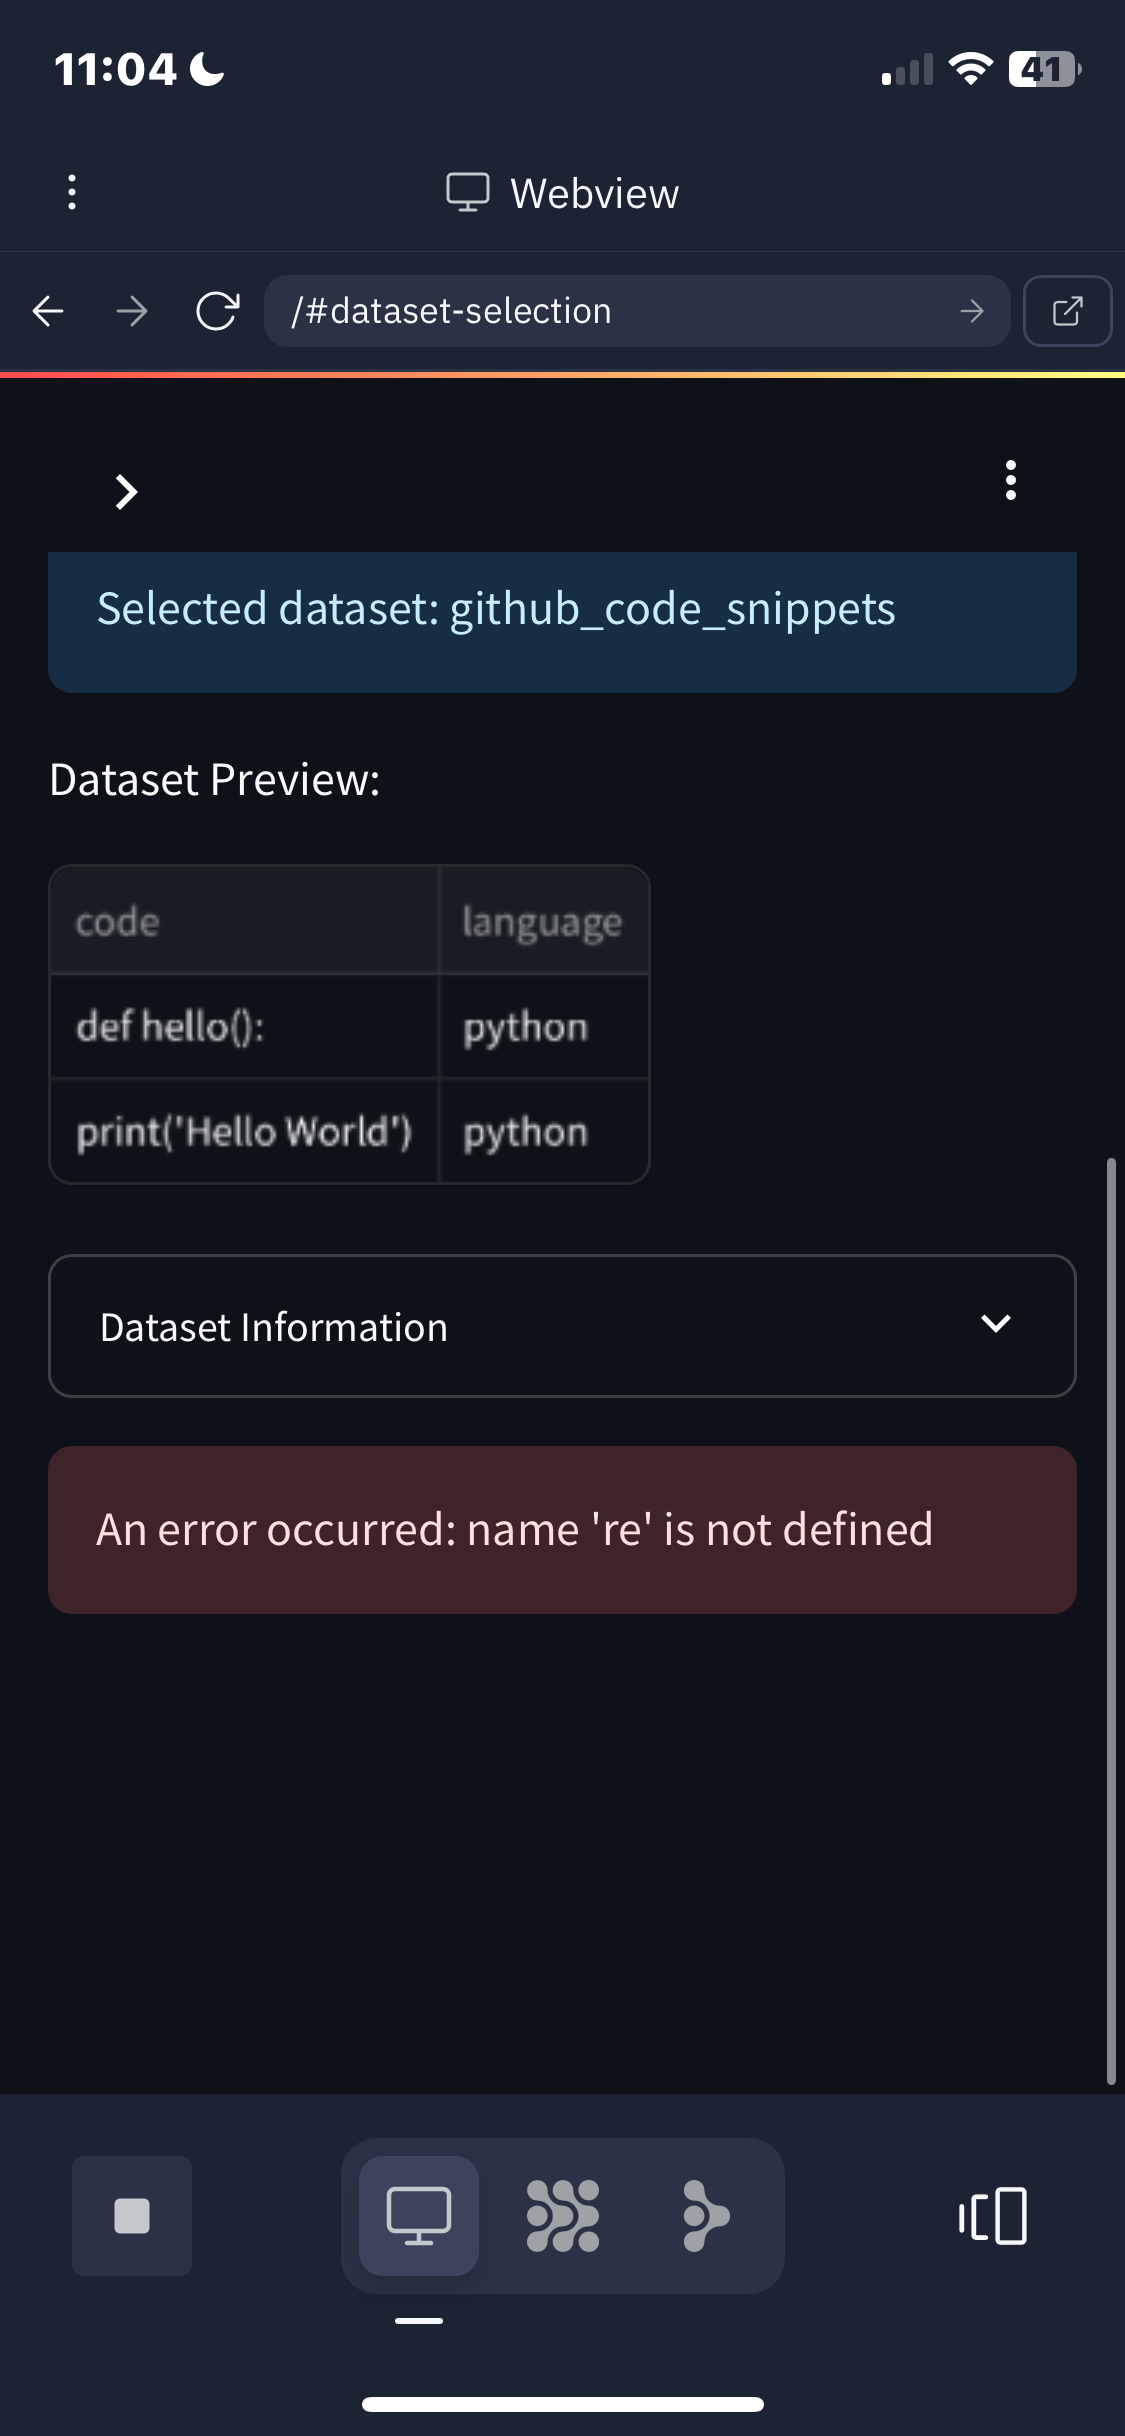 11:04
41
Webview
/#dataset-selection
Selected dataset: github_code_snippets
Dataset Preview:
code language
def hello(): python
print('Hello World') python
Dataset Information
An error occurred: name 're' is not defined